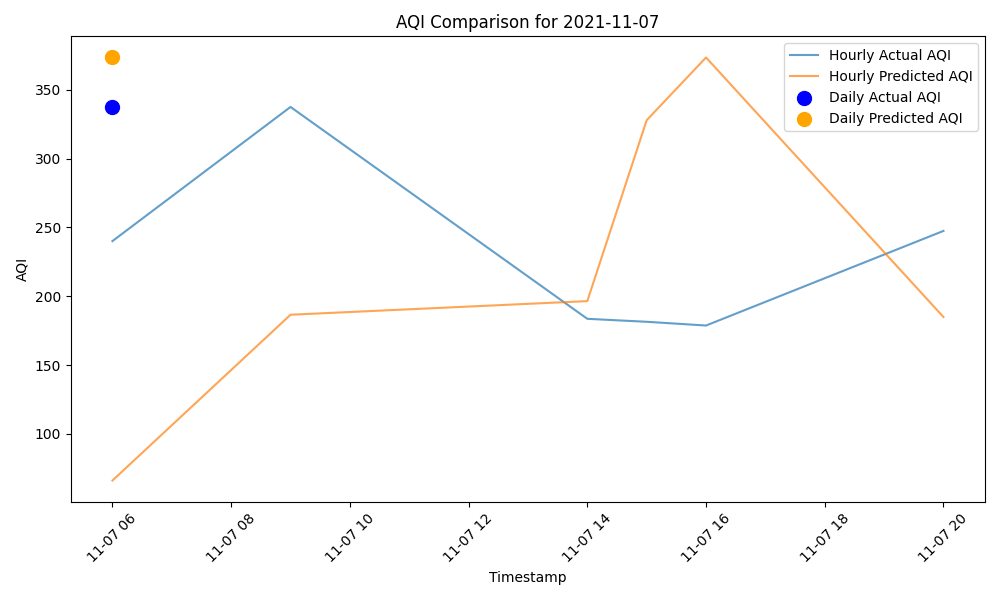 AQI Comparison for 2021-11-07
Hourly Actual AQI
Hourly Predicted AQI
Daily Actual AQI
Daily Predicted AQI
AQI
350
300
250
200
150
100
11-07 06
11-07 08
11-07 10
11-07 12
11-07 14
11-07 16
11-07 18
11-07 20
Timestamp